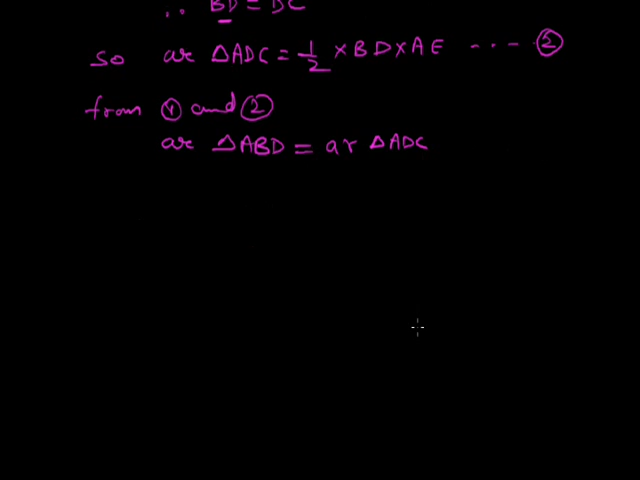 ∴ BD = DC
so ar ΔADC = 1/2 × BD × AE - - - - ②
from ① and ②
ar ΔABD = ar ΔADC